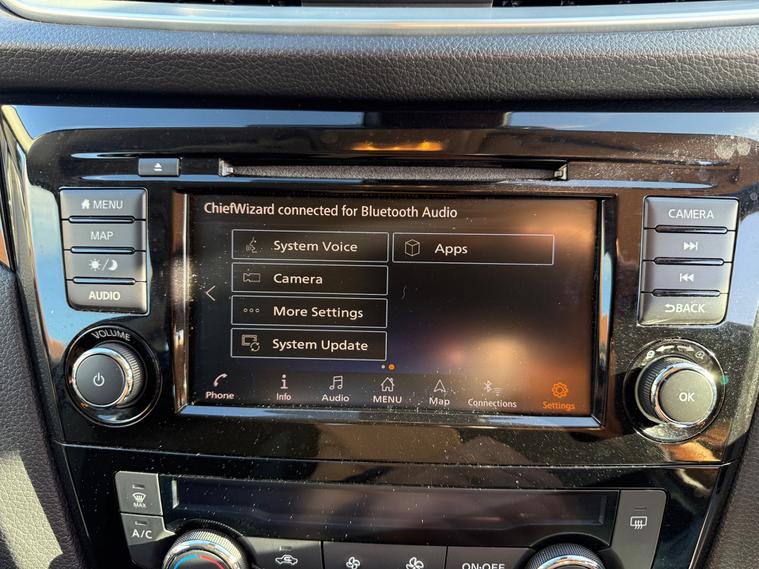 MENU
MAP
AUDIO
VOLUME
ChiefWizard connected for Bluetooth Audio
System Voice
Apps
Camera
More Settings
System Update
Phone
Info
Audio
MENU
Map
Connections
Settings
CAMERA
BACK
OK
MAX
A/C
ON·OFF